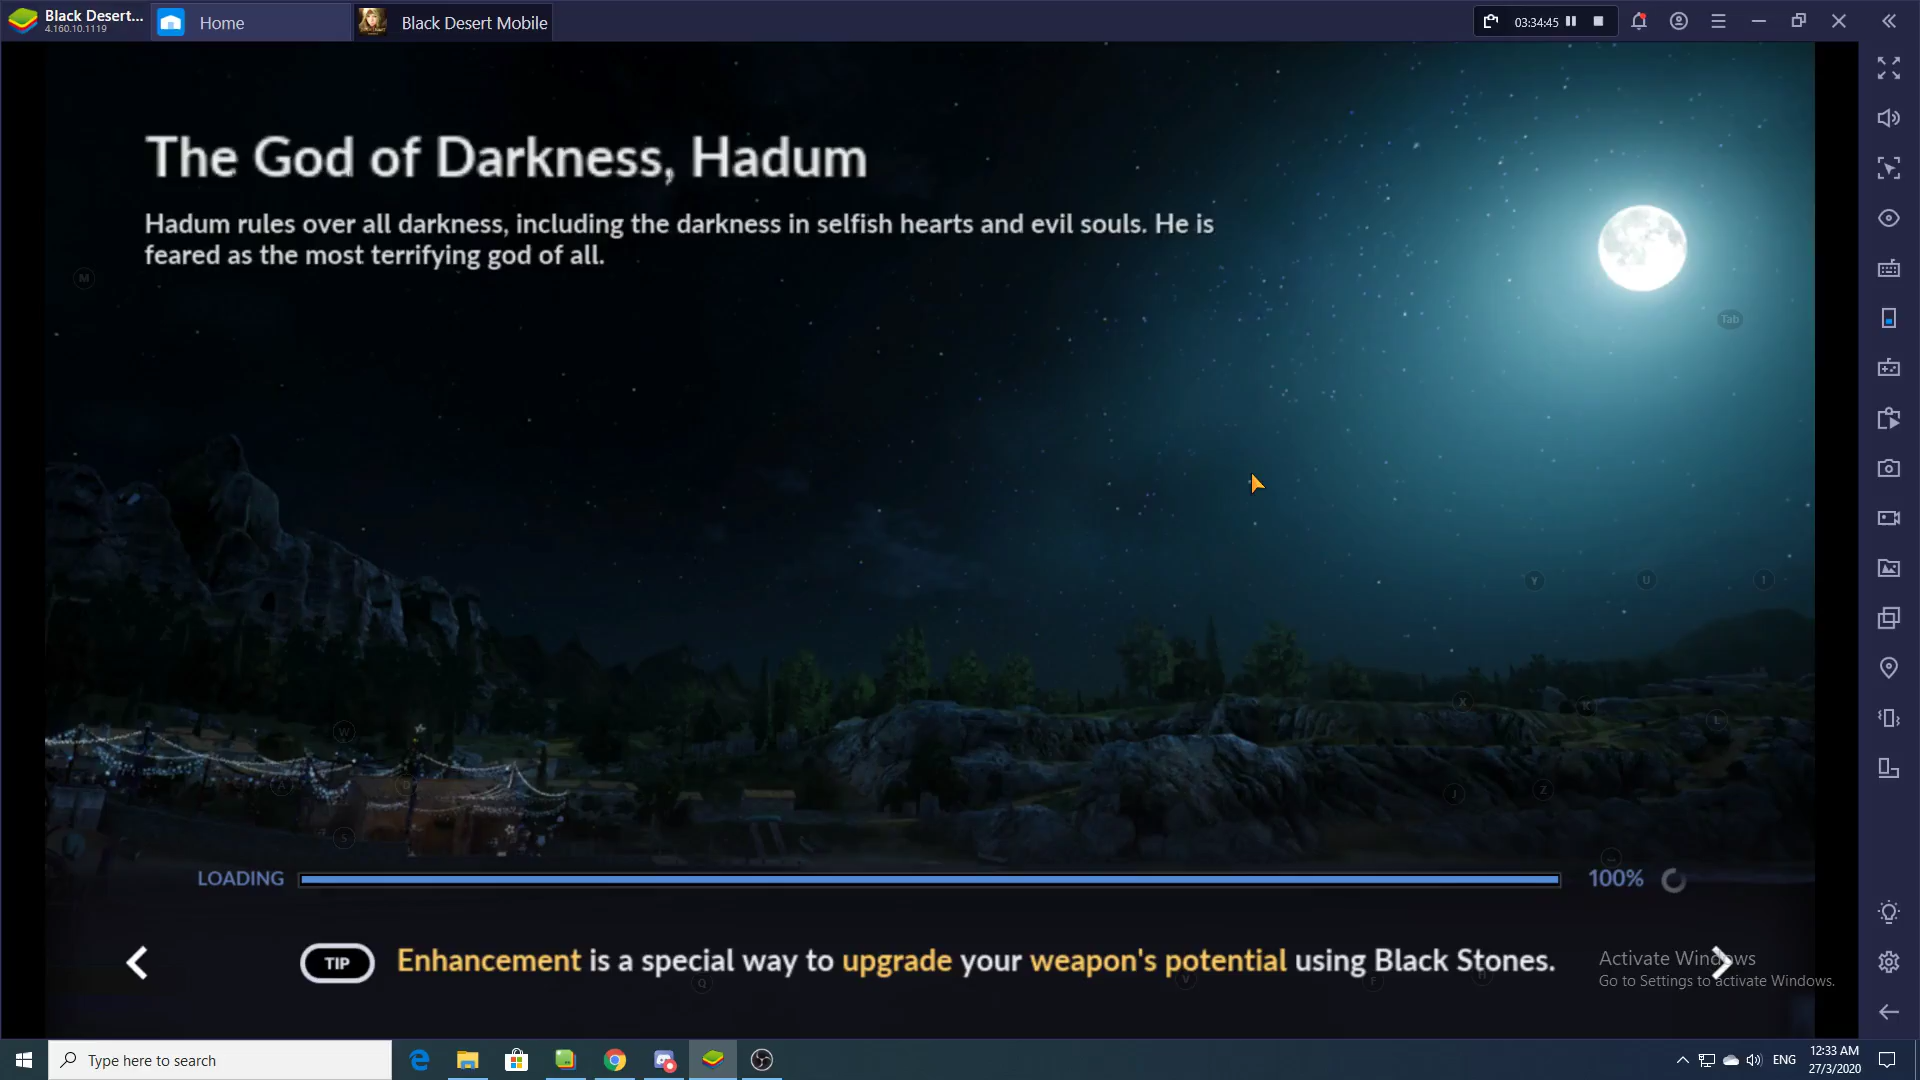 Black Desert...
4.160.10.1119
Home
Black Desert Mobile
03:34:45
The God of Darkness, Hadum
Hadum rules over all darkness, including the darkness in selfish hearts and evil souls. He is
feared as the most terrifying god of all.
M
Tab
Y
U
X
K
L
W
A
J
Z
S
LOADING
100%
TIP
Enhancement is a special way to upgrade your weapon's potential using Black Stones.
Q
V
F
Activate Windows
Go to Settings to activate Windows.
Type here to search
ENG
12:33 AM
27/3/2020